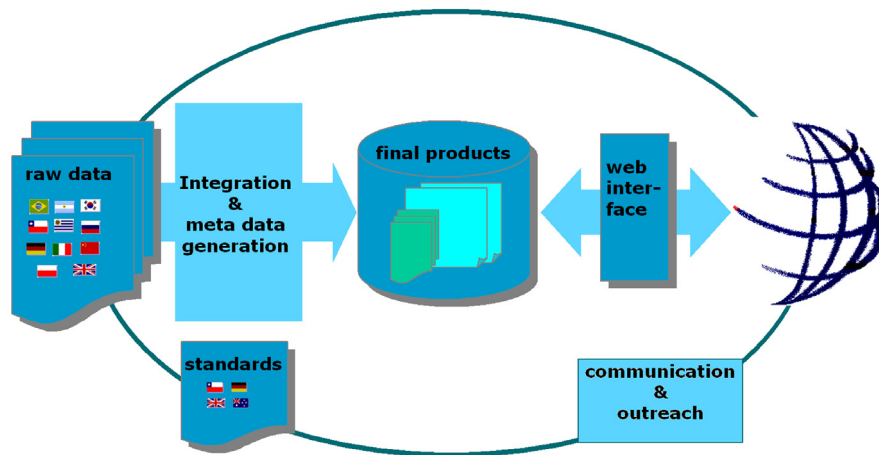 raw data
Integration
&
meta data
generation
final products
web
inter-
face
standards
communication
&
outreach